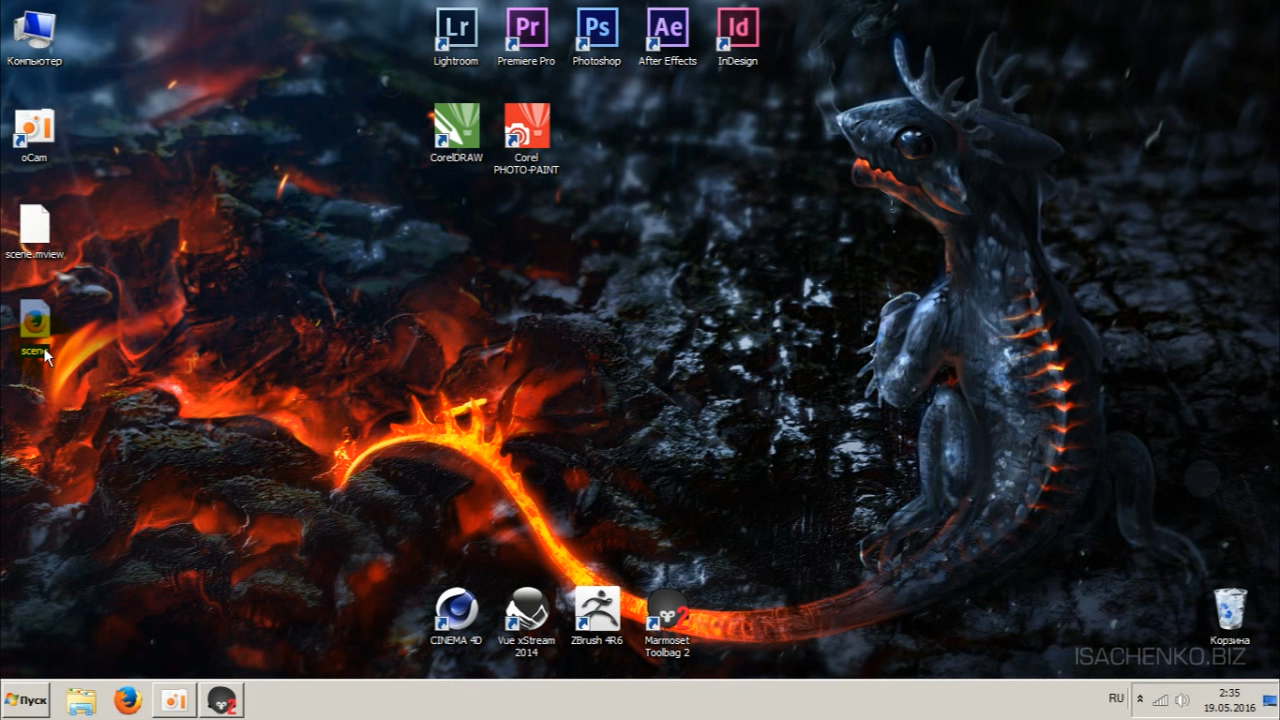 Lr
Pr
Ps
Ae
Id
Компьютер
Lightroom
Premiere Pro
Photoshop
After Effects
InDesign
oCam
CorelDRAW
Corel
PHOTO-PAINT
scene.mview
CINEMA 4D
Vue xStream
2014
ZBrush 4R6
2
Marmoset
Toolbag 2
Корзина
ISACHENKO.BIZ
Пуск
2
RU
2:35
19.05.2016